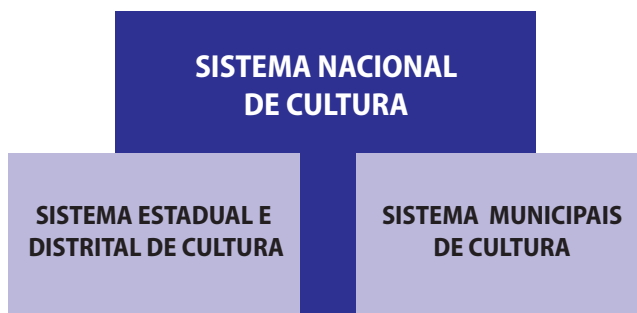 SISTEMA NACIONAL
DE CULTURA
SISTEMA ESTADUAL E
DISTRITAL DE CULTURA
SISTEMA MUNICIPAIS
DE CULTURA